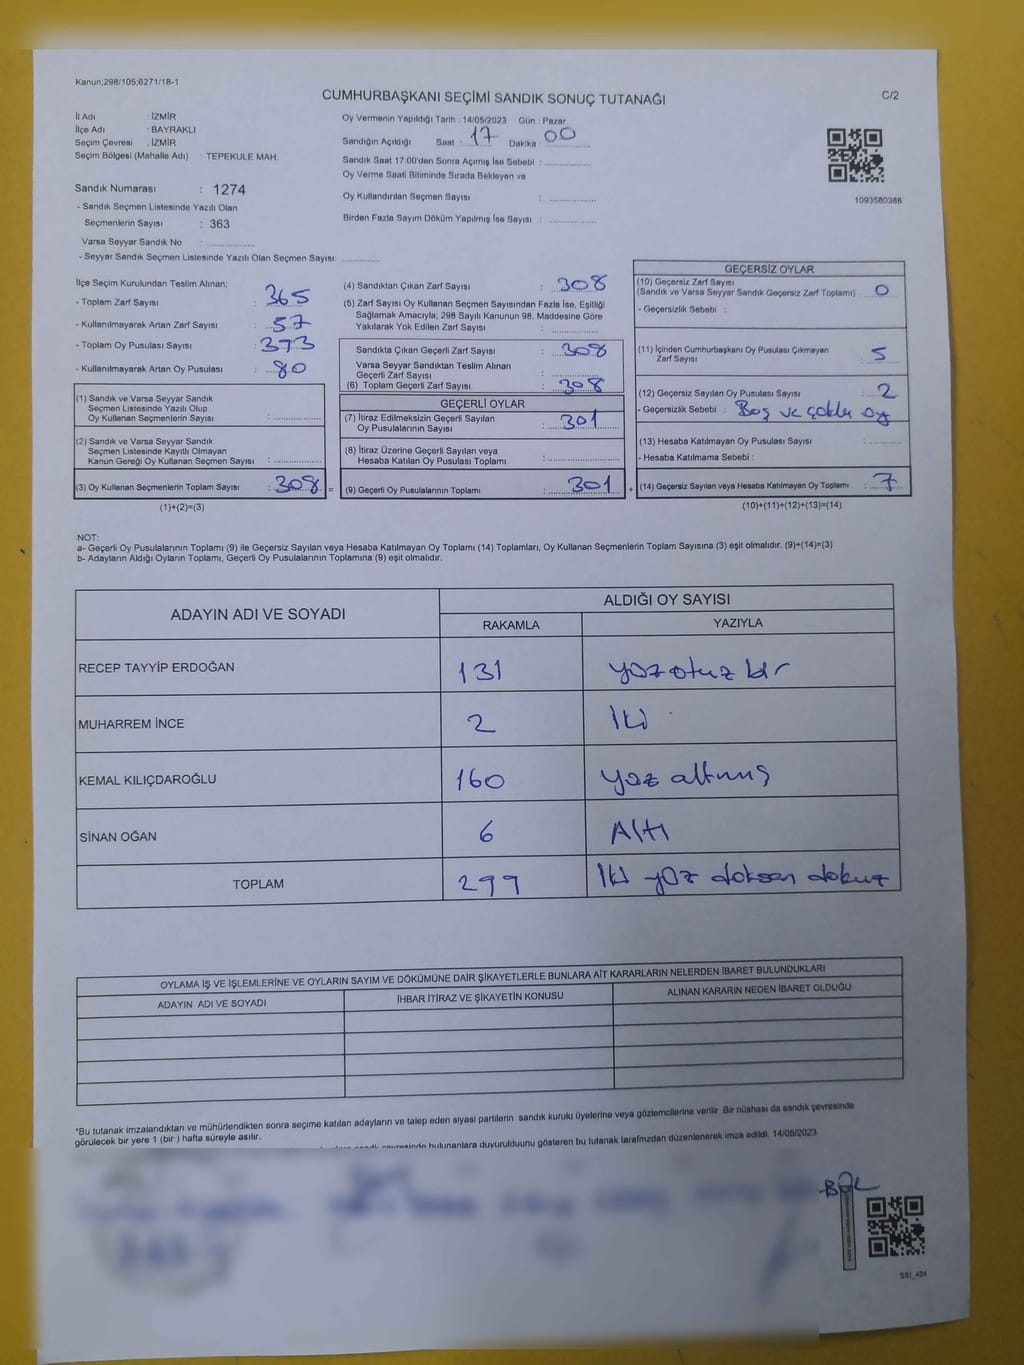 Kanun;298/105;6271/18-1
CUMHURBAŞKANI SEÇİMİ SANDIK SONUÇ TUTANAĞI
C/2
İl Adı : İZMİR
İlçe Adı : BAYRAKLI
Seçim Çevresi : İZMİR
Seçim Bölgesi (Mahalle Adı) : TEPEKULE MAH.
Sandık Numarası : 1274
- Sandık Seçmen Listesinde Yazılı Olan
Seçmenlerin Sayısı : 363
Varsa Seyyar Sandık No : ..............
- Seyyar Sandık Seçmen Listesinde Yazılı Olan Seçmen Sayısı: ............
Oy Vermenin Yapıldığı Tarih : 14/05/2023 Gün : Pazar
Sandığın Açıldığı Saat : 17 Dakika : 00
Sandık Saat 17:00'den Sonra Açımış İse Sebebi : ..............
Oy Verme Saati Bitiminde Sırada Bekleyen ve
Oy Kullandırılan Seçmen Sayısı : ..............
Birden Fazla Sayım Döküm Yapılmış İse Sayısı : ..............
1093580388
İlçe Seçim Kurulundan Teslim Alınan;
- Toplam Zarf Sayısı : 365
- Kullanılmayarak Artan Zarf Sayısı : 57
- Toplam Oy Pusulası Sayısı : 373
- Kullanılmayarak Artan Oy Pusulası : 80
(1) Sandık ve Varsa Seyyar Sandık
Seçmen Listesinde Yazılı Olup
Oy Kullanan Seçmenlerin Sayısı : ..............
(2) Sandık ve Varsa Seyyar Sandık
Seçmen Listesinde Kayıtlı Olmayan
Kanun Gereği Oy Kullanan Seçmen Sayısı : ..............
(3) Oy Kullanan Seçmenlerin Toplam Sayısı : 308 =
(1)+(2)=(3)
(4) Sandıktan Çıkan Zarf Sayısı : 308
(5) Zarf Sayısı Oy Kullanan Seçmen Sayısından Fazla İse, Eşitliği
Sağlamak Amacıyla; 298 Sayılı Kanunun 98. Maddesine Göre
Yakılarak Yok Edilen Zarf Sayısı : ..............
Sandıkta Çıkan Geçerli Zarf Sayısı : 308
Varsa Seyyar Sandıktan Teslim Alınan
Geçerli Zarf Sayısı : ..............
(6) Toplam Geçerli Zarf Sayısı : 308
GEÇERLİ OYLAR
(7) İtiraz Edilmeksizin Geçerli Sayılan
Oy Pusulalarının Sayısı : 301
(8) İtiraz Üzerine Geçerli Sayılan veya
Hesaba Katılan Oy Pusulası Toplamı : ..............
(9) Geçerli Oy Pusulalarının Toplamı : 301 +
GEÇERSİZ OYLAR
(10) Geçersiz Zarf Sayısı
(Sandık ve Varsa Seyyar Sandık Geçersiz Zarf Toplamı) : 0
- Geçersizlik Sebebi :
(11) İçinden Cumhurbaşkanı Oy Pusulası Çıkmayan
Zarf Sayısı : 5
(12) Geçersiz Sayılan Oy Pusulası Sayısı : 2
- Geçersizlik Sebebi : Boş ve çoklu oy
(13) Hesaba Katılmayan Oy Pusulası Sayısı : ..........
- Hesaba Katılmama Sebebi :
(14) Geçersiz Sayılan veya Hesaba Katılmayan Oy Toplamı : 7
(10)+(11)+(12)+(13)=(14)
NOT:
a- Geçerli Oy Pusulalarının Toplamı (9) ile Geçersiz Sayılan veya Hesaba Katılmayan Oy Toplamı (14) Toplamları, Oy Kullanan Seçmenlerin Toplam Sayısına (3) eşit olmalıdır. (9)+(14)=(3)
b- Adayların Aldığı Oyların Toplamı, Geçerli Oy Pusulalarının Toplamına (9) eşit olmalıdır.
ADAYIN ADI VE SOYADI ALDIĞI OY SAYISI
RAKAMLA YAZIYLA
RECEP TAYYİP ERDOĞAN 131 yüz otuz bir
MUHARREM İNCE 2 İki
KEMAL KILIÇDAROĞLU 160 yüz altmış
SİNAN OĞAN 6 Altı
TOPLAM 299 İki yüz doksan dokuz
OYLAMA İŞ VE İŞLEMLERİNE VE OYLARIN SAYIM VE DÖKÜMÜNE DAİR ŞİKAYETLERLE BUNLARA AİT KARARLARIN NELERDEN İBARET BULUNDUKLARI
ADAYIN ADI VE SOYADI İHBAR İTİRAZ VE ŞİKAYETİN KONUSU ALINAN KARARIN NEDEN İBARET OLDUĞU
*Bu tutanak imzalandıktan ve mühürlendikten sonra seçime katılan adayların ve talep eden siyasi partilerin sandık kurulu üyelerine veya gözlemcilerine verilir .Bir nüshası da sandık çevresinde
görülecek bir yere 1 (bir ) hafta süreyle asılır.
çevresinde bulunanlara duyurulduunu gösteren bu tutanak tarafımzdan düzenlenerek imza edildi. 14/05/2023
SSİ_404